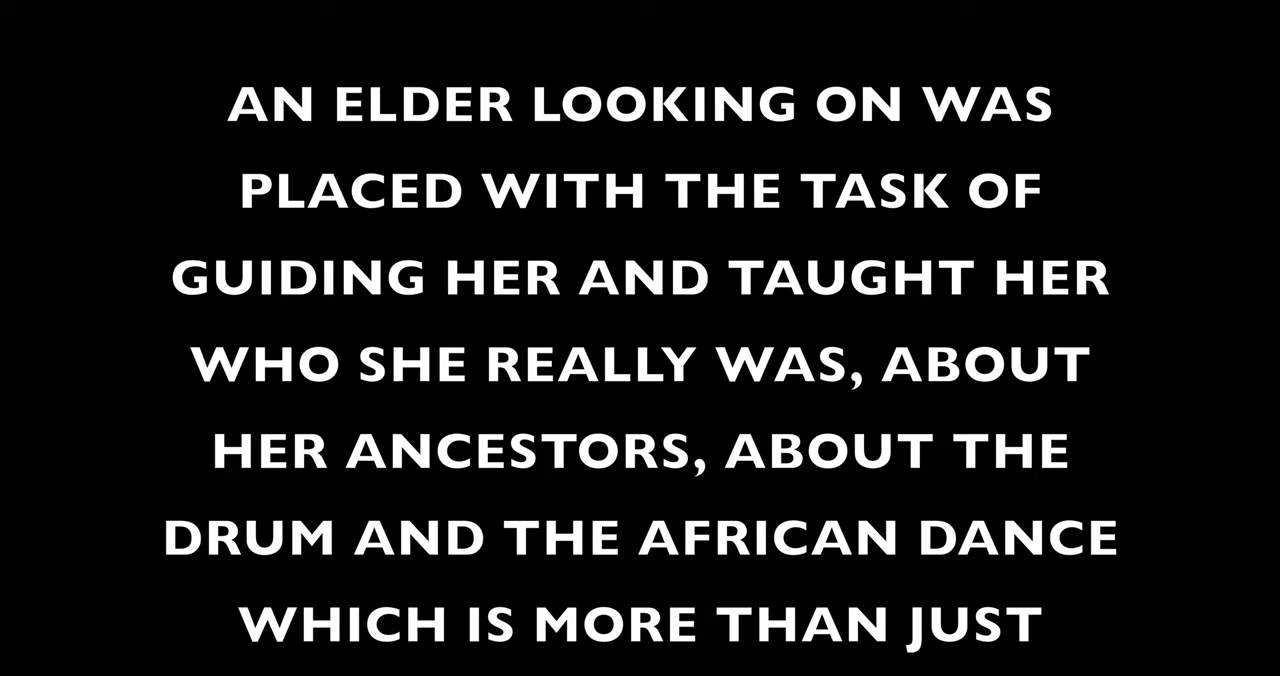 AN ELDER LOOKING ON WAS
PLACED WITH THE TASK OF
GUIDING HER AND TAUGHT HER
WHO SHE REALLY WAS, ABOUT
HER ANCESTORS, ABOUT THE
DRUM AND THE AFRICAN DANCE
WHICH IS MORE THAN JUST